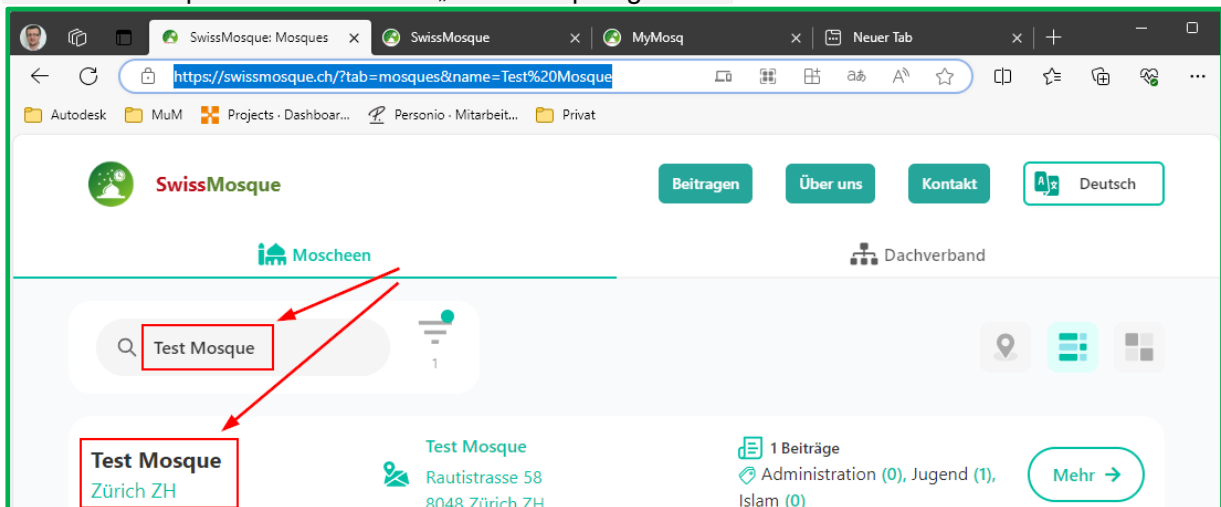 SwissMosque: Mosques
SwissMosque
MyMosq
Neuer Tab
https://swissmosque.ch/?tab=mosques&name=Test%20Mosque
Autodesk
MuM
Projects · Dashboar...
Personio · Mitarbeit...
Privat
SwissMosque
Beitragen
Über uns
Kontakt
Deutsch
Moscheen
Dachverband
Test Mosque
1
Test Mosque
Zürich ZH
Test Mosque
Rautistrasse 58
8048 Zürich ZH
1 Beiträge
Administration (0), Jugend (1),
Islam (0)
Mehr →